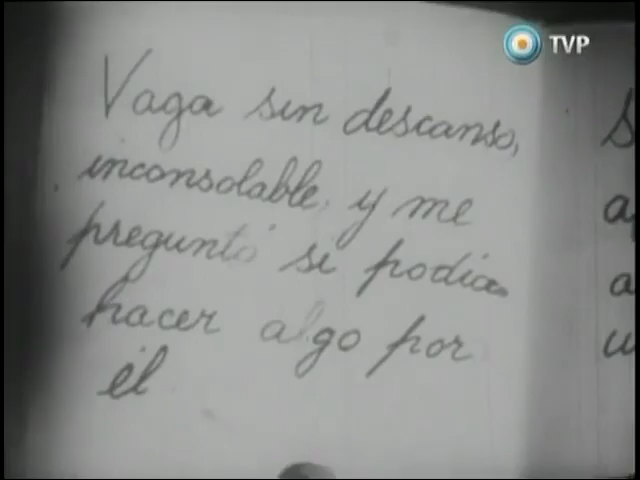 TVP
Vaga sin descanso,
inconsolable, y me
preguntó si podía
hacer algo por
él